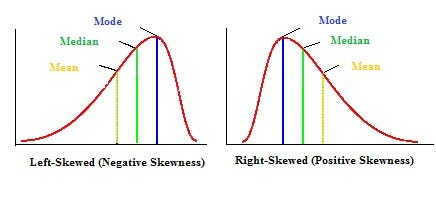 Mode
Median
Mean
Left-Skewed (Negative Skewness)
Mode
Median
Mean
Right-Skewed (Positive Skewness)